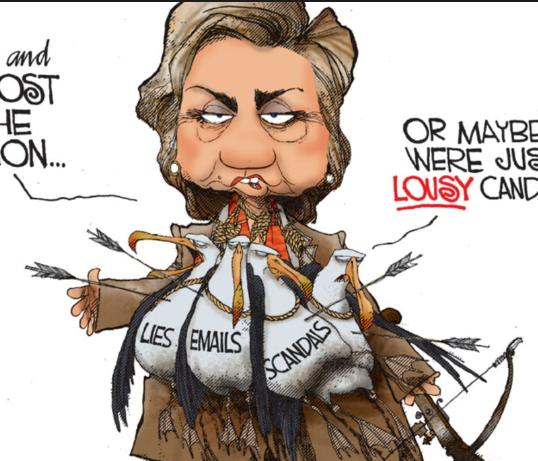 and
OST
HE
ON...
OR MAYBE
WERE JUS
LOUSY CAND
LIES
EMAILS
SCANDALS